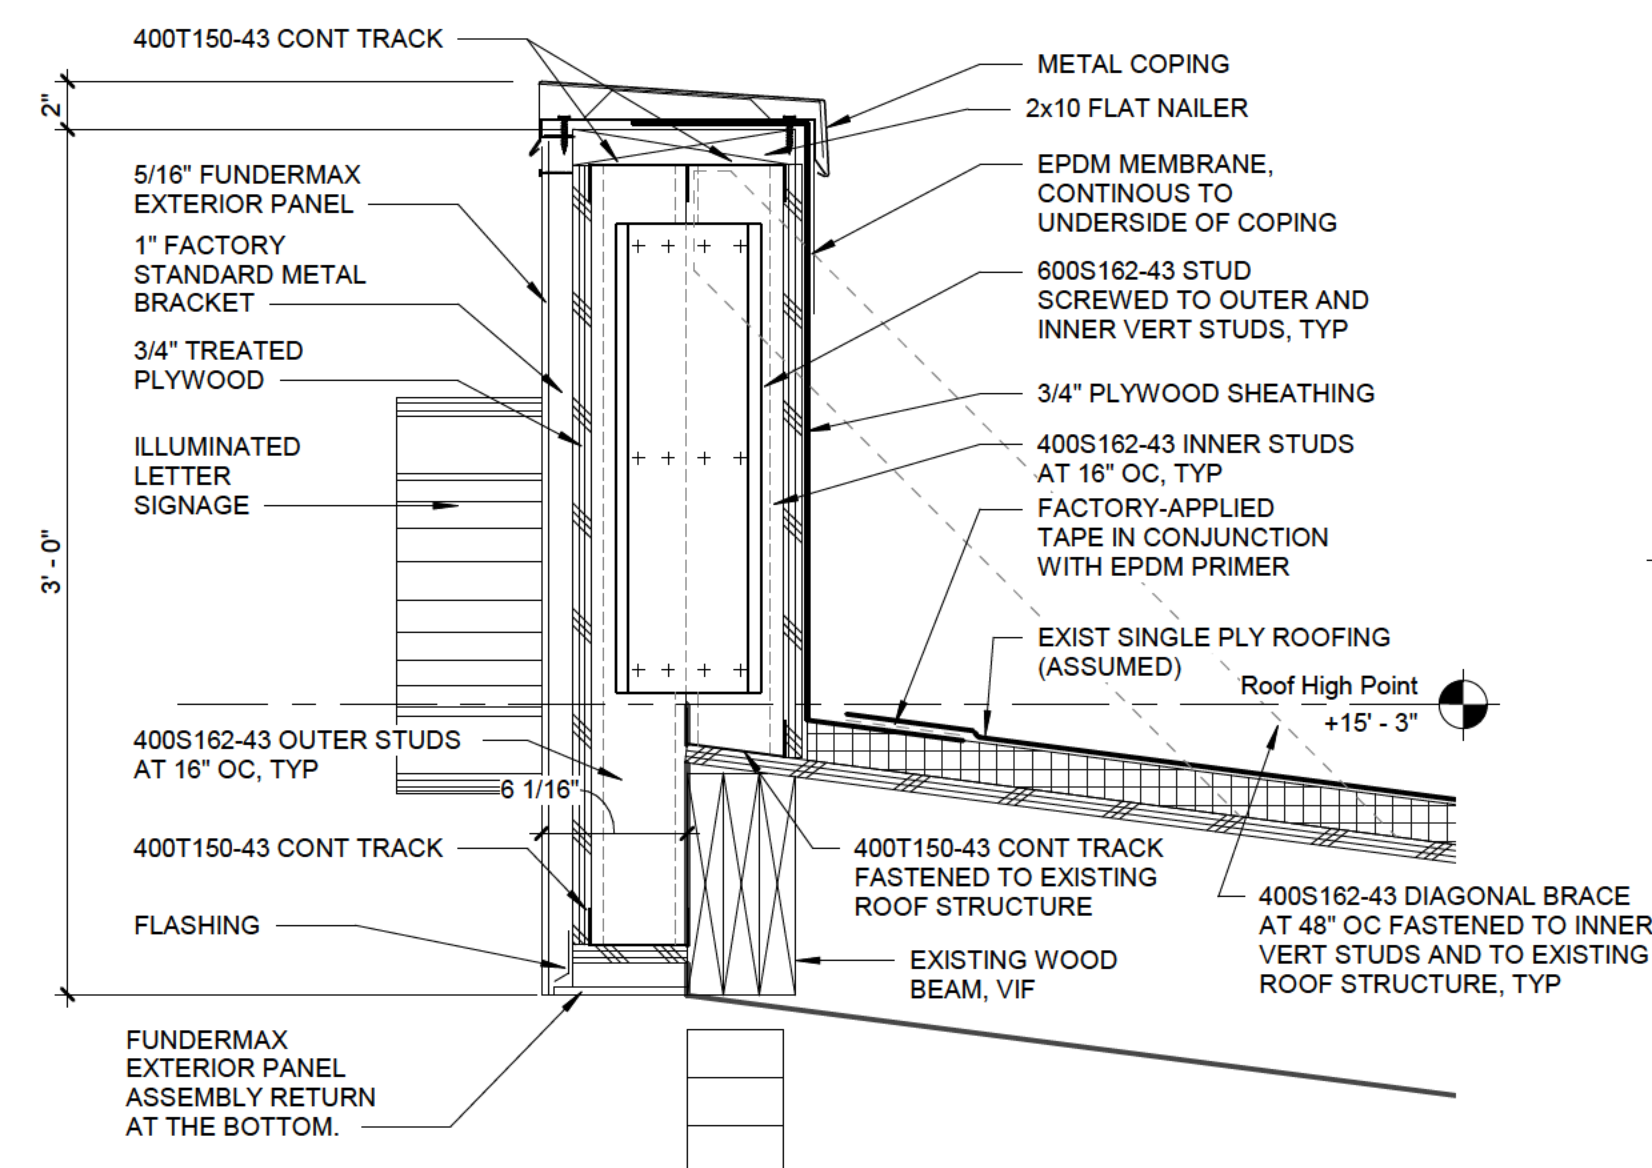 400T150-43 CONT TRACK
2"
5/16" FUNDERMAX
EXTERIOR PANEL
1" FACTORY
STANDARD METAL
BRACKET
3/4" TREATED
PLYWOOD
ILLUMINATED
LETTER
SIGNAGE
3' - 0"
400S162-43 OUTER STUDS
AT 16" OC, TYP
6 1/16"
400T150-43 CONT TRACK
FLASHING
FUNDERMAX
EXTERIOR PANEL
ASSEMBLY RETURN
AT THE BOTTOM.
METAL COPING
2x10 FLAT NAILER
EPDM MEMBRANE,
CONTINOUS TO
UNDERSIDE OF COPING
600S162-43 STUD
SCREWED TO OUTER AND
INNER VERT STUDS, TYP
3/4" PLYWOOD SHEATHING
400S162-43 INNER STUDS
AT 16" OC, TYP
FACTORY-APPLIED
TAPE IN CONJUNCTION
WITH EPDM PRIMER
EXIST SINGLE PLY ROOFING
(ASSUMED)
Roof High Point
+15' - 3"
400T150-43 CONT TRACK
FASTENED TO EXISTING
ROOF STRUCTURE
EXISTING WOOD
BEAM, VIF
400S162-43 DIAGONAL BRACE
AT 48" OC FASTENED TO INNER
VERT STUDS AND TO EXISTING
ROOF STRUCTURE, TYP